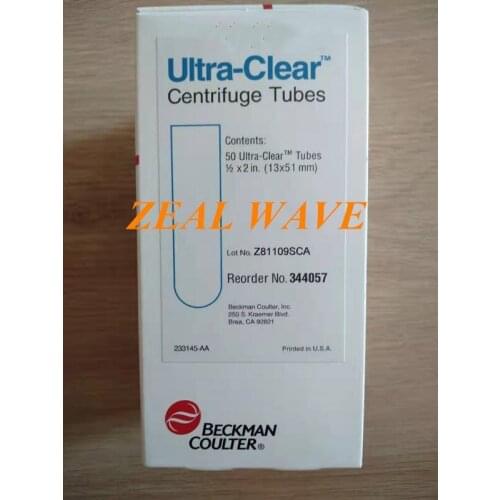 Ultra-Clear™
Centrifuge Tubes
Contents:
50 Ultra-Clear™ Tubes
½ x 2 in. (13x51 mm)
ZEAL WAVE
Lot No. Z81109SCA
Reorder No. 344057
Beckman Coulter, Inc.
250 S. Kraemer Blvd.
Brea, CA 92821
233145-AA
Printed in U.S.A.
BECKMAN
COULTER®